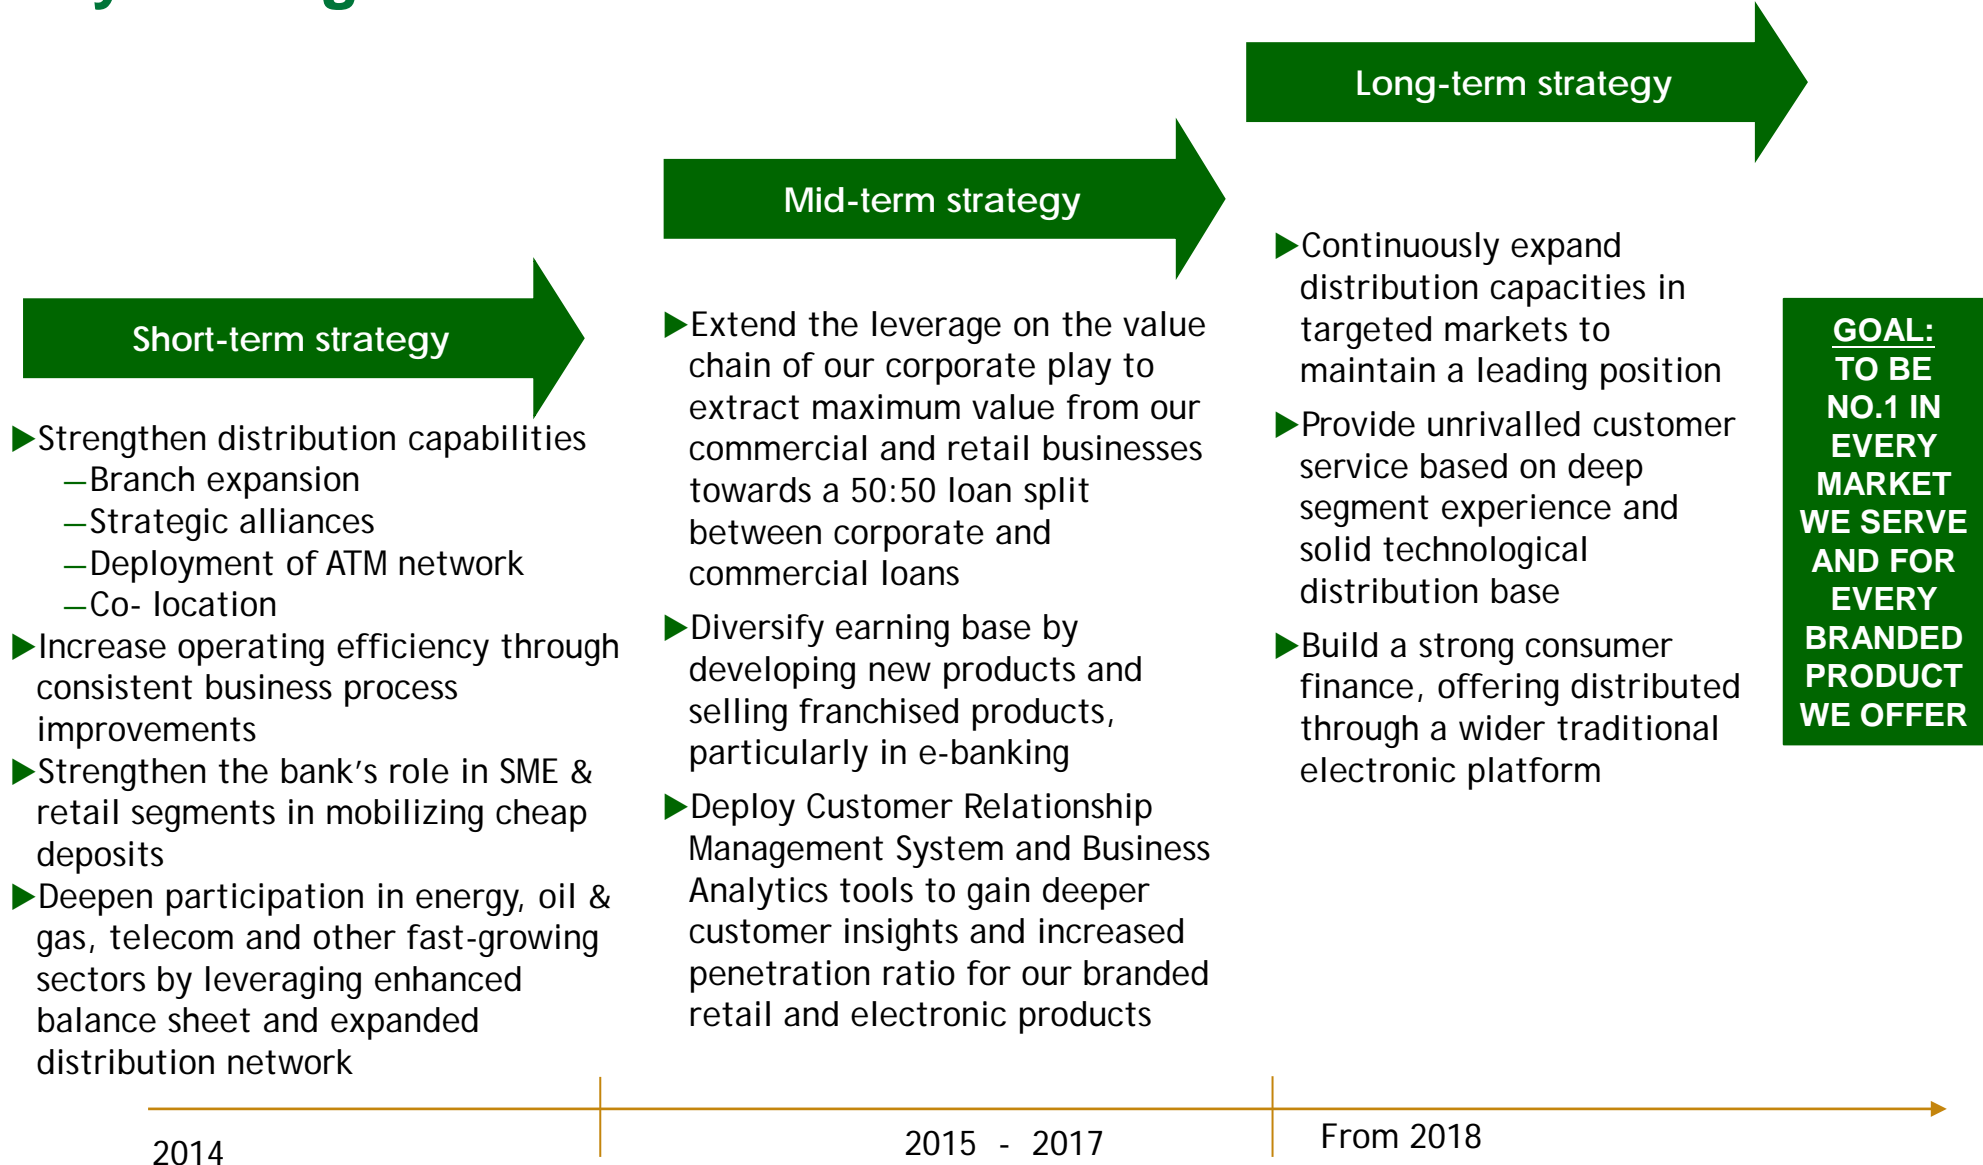 Short-term strategy
▶Strengthen distribution capabilities
—Branch expansion
—Strategic alliances
—Deployment of ATM network
—Co- location
▶Increase operating efficiency through
consistent business process
improvements
▶Strengthen the bank's role in SME &
retail segments in mobilizing cheap
deposits
▶Deepen participation in energy, oil &
gas, telecom and other fast-growing
sectors by leveraging enhanced
balance sheet and expanded
distribution network
Mid-term strategy
▶Extend the leverage on the value
chain of our corporate play to
extract maximum value from our
commercial and retail businesses
towards a 50:50 loan split
between corporate and
commercial loans
▶Diversify earning base by
developing new products and
selling franchised products,
particularly in e-banking
▶Deploy Customer Relationship
Management System and Business
Analytics tools to gain deeper
customer insights and increased
penetration ratio for our branded
retail and electronic products
Long-term strategy
▶Continuously expand
distribution capacities in
targeted markets to
maintain a leading position
▶Provide unrivalled customer
service based on deep
segment experience and
solid technological
distribution base
▶Build a strong consumer
finance, offering distributed
through a wider traditional
electronic platform
GOAL:
TO BE
NO.1 IN
EVERY
MARKET
WE SERVE
AND FOR
EVERY
BRANDED
PRODUCT
WE OFFER
2014
2015 - 2017
From 2018